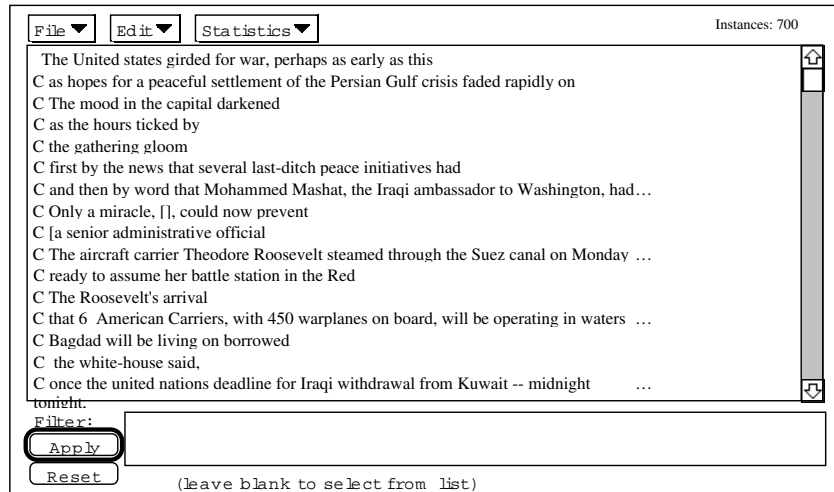 File ▼ Edit ▼ Statistics ▼ Instances: 700
The United states girded for war, perhaps as early as this
C as hopes for a peaceful settlement of the Persian Gulf crisis faded rapidly on
C The mood in the capital darkened
C as the hours ticked by
C the gathering gloom
C first by the news that several last-ditch peace initiatives had
C and then by word that Mohammed Mashat, the Iraqi ambassador to Washington, had…
C Only a miracle, [], could now prevent
C [a senior administrative official
C The aircraft carrier Theodore Roosevelt steamed through the Suez canal on Monday …
C ready to assume her battle station in the Red
C The Roosevelt's arrival
C that 6 American Carriers, with 450 warplanes on board, will be operating in waters …
C Bagdad will be living on borrowed
C the white-house said,
C once the united nations deadline for Iraqi withdrawal from Kuwait -- midnight …
tonight.
Filter:
Apply
Reset
(leave blank to select from list)